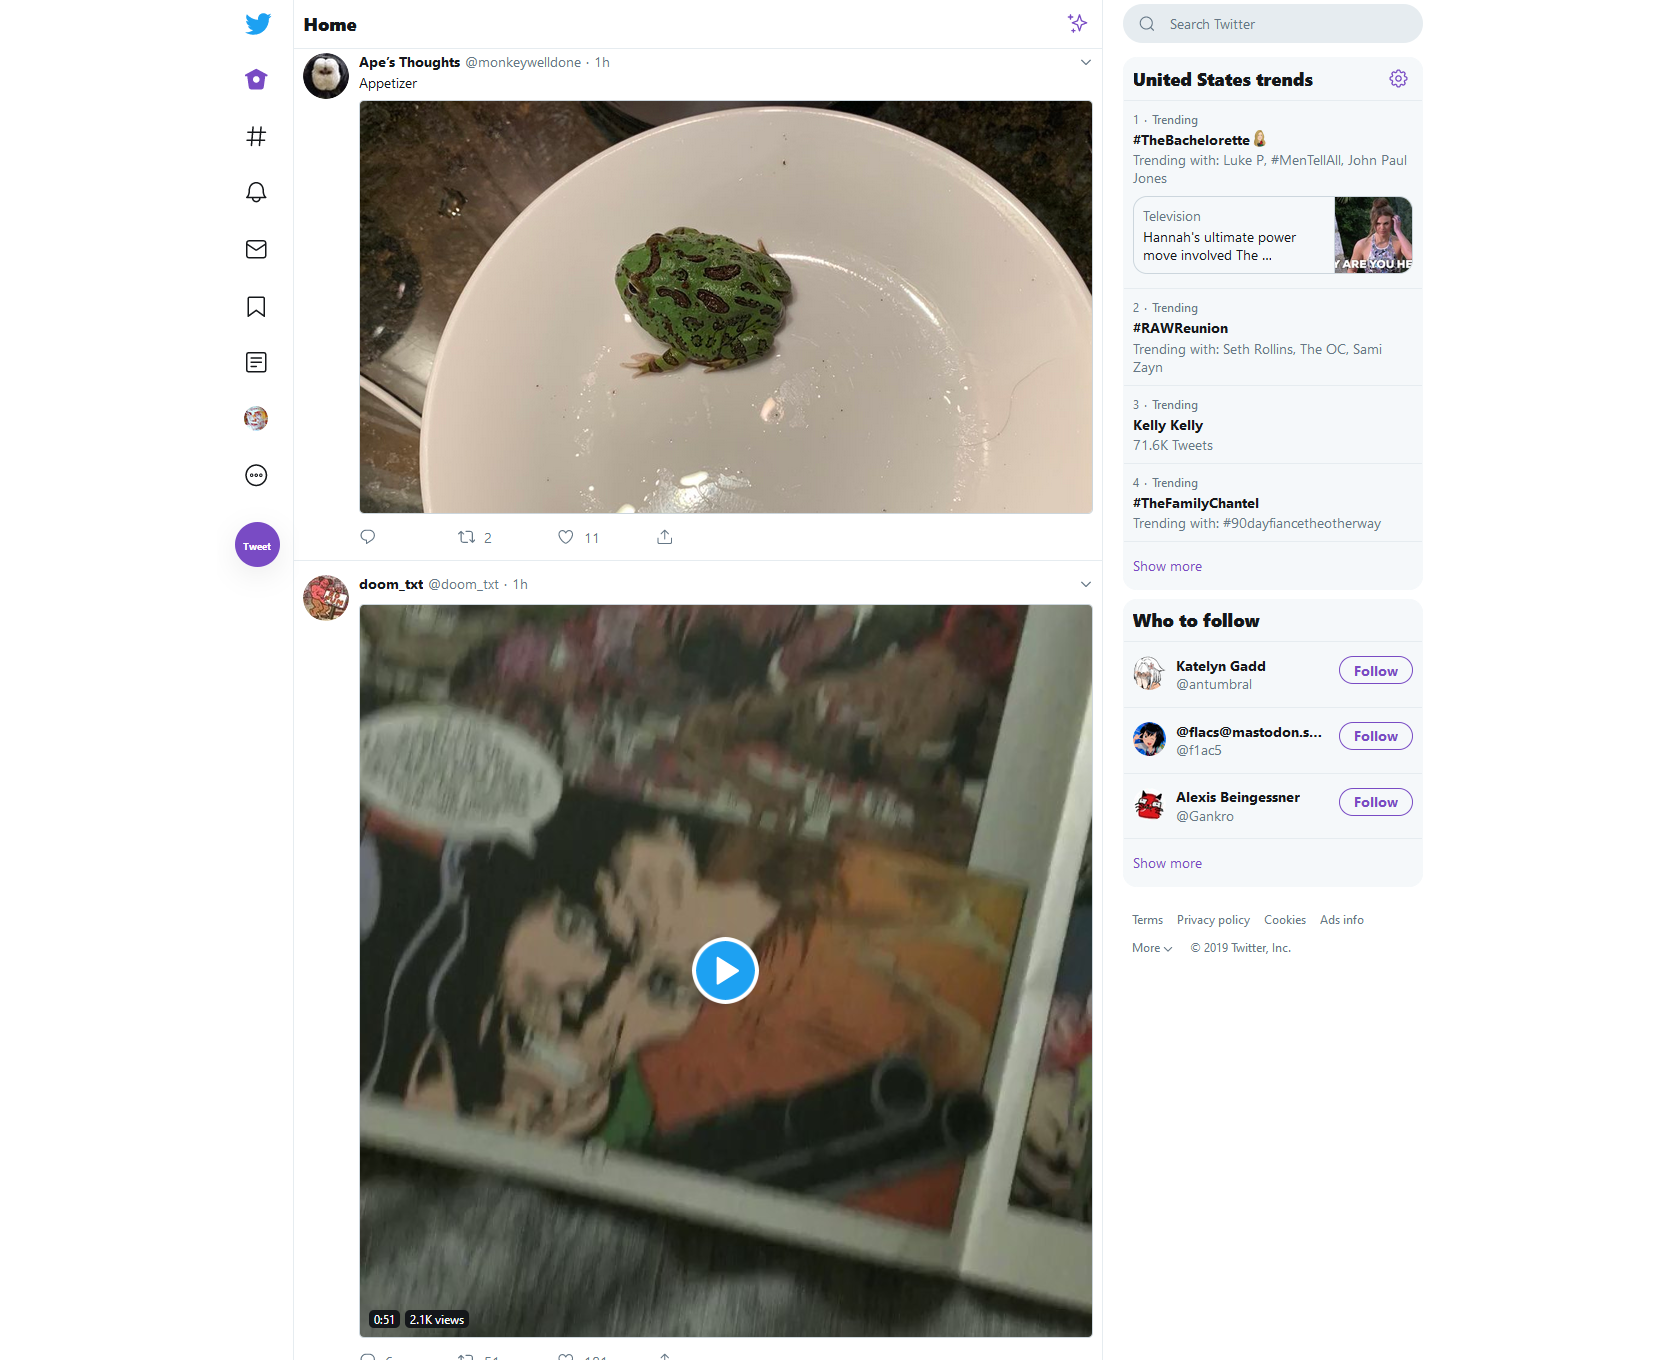 Home
Ape's Thoughts @monkeywelldone · 1h
Appetizer
2
11
doom_txt @doom_txt · 1h
0:51
2.1K views
6
51
Tweet
Search Twitter
United States trends
1 · Trending
#TheBachelorette
Trending with: Luke P, #MenTellAll, John Paul
Jones
Television
Hannah's ultimate power
move involved The ...
Y ARE YOU HE
2 · Trending
#RAWReunion
Trending with: Seth Rollins, The OC, Sami
Zayn
3 · Trending
Kelly Kelly
71.6K Tweets
4 · Trending
#TheFamilyChantel
Trending with: #90dayfiancetheotherway
Show more
Who to follow
Katelyn Gadd
@antumbral
Follow
@flacs@mastodon.s...
@f1ac5
Follow
Alexis Beingessner
@Gankro
Follow
Show more
Terms Privacy policy Cookies Ads info
More © 2019 Twitter, Inc.